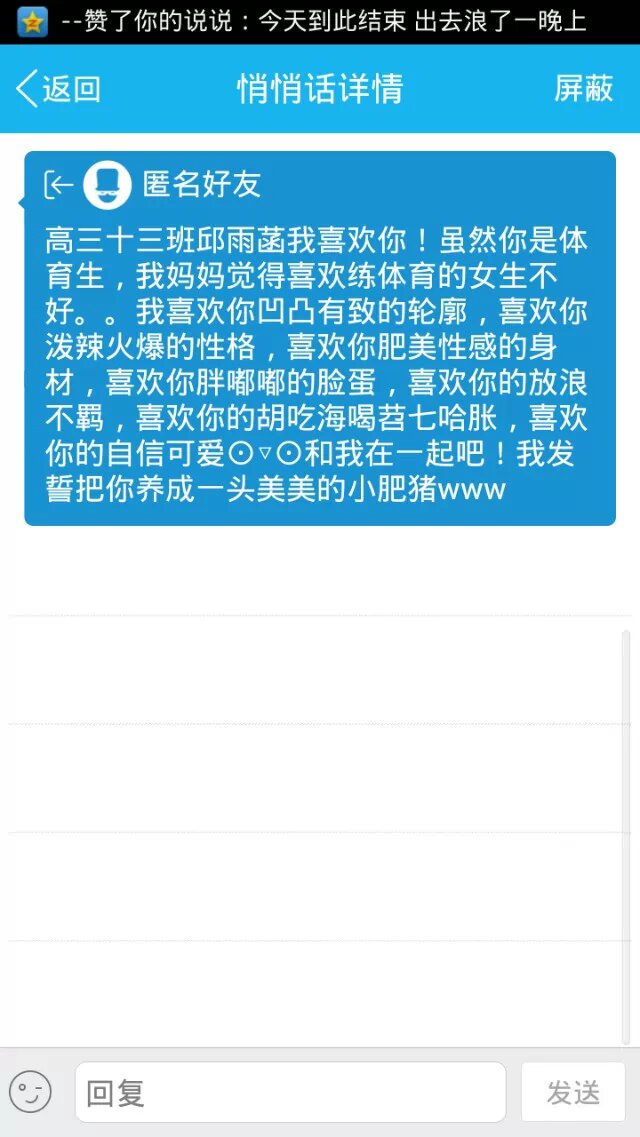 --赞了你的说说：今天到此结束 出去浪了一晚上
返回
悄悄话详情
屏蔽
匿名好友
高三十三班邱雨菡我喜欢你！虽然你是体
育生，我妈妈觉得喜欢练体育的女生不
好。。我喜欢你凹凸有致的轮廓，喜欢你
泼辣火爆的性格，喜欢你肥美性感的身
材，喜欢你胖嘟嘟的脸蛋，喜欢你的放浪
不羁，喜欢你的胡吃海喝苕七哈胀，喜欢
你的自信可爱⊙▽⊙和我在一起吧！我发
誓把你养成一头美美的小肥猪www
回复
发送